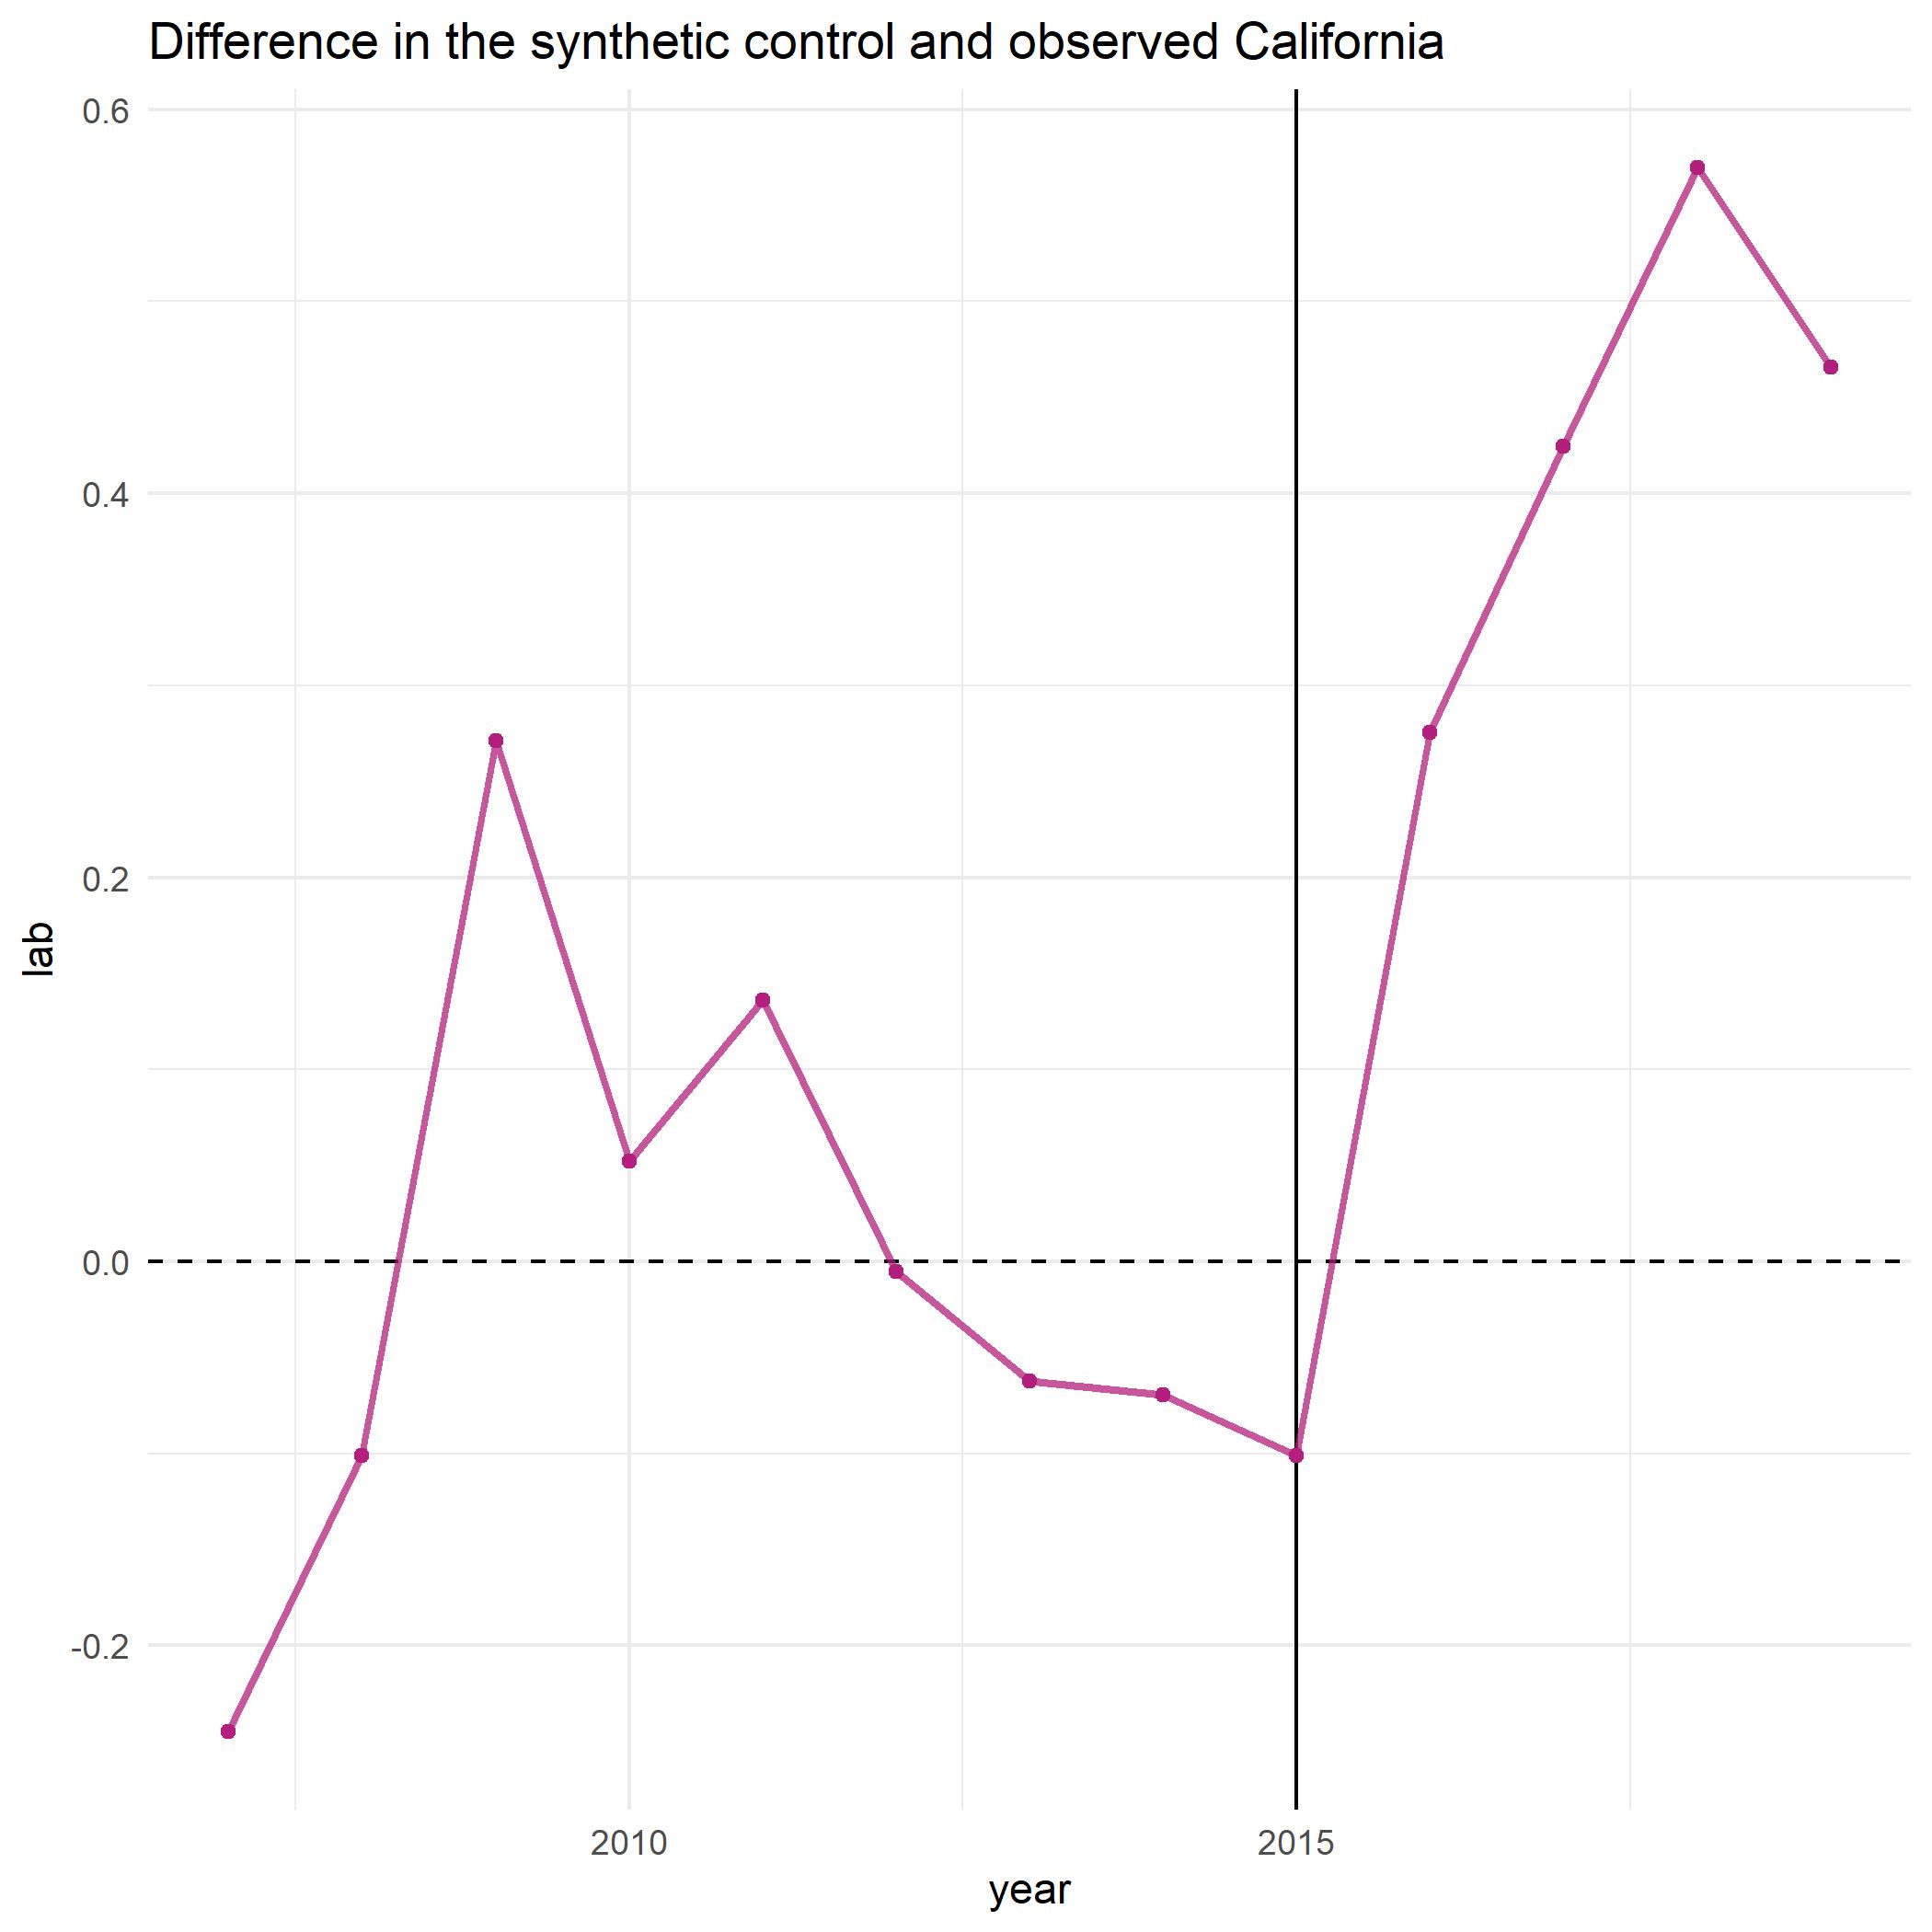 Difference in the synthetic control and observed California
0.6
0.4
0.2
0.0
-0.2
lab
2010
2015
year